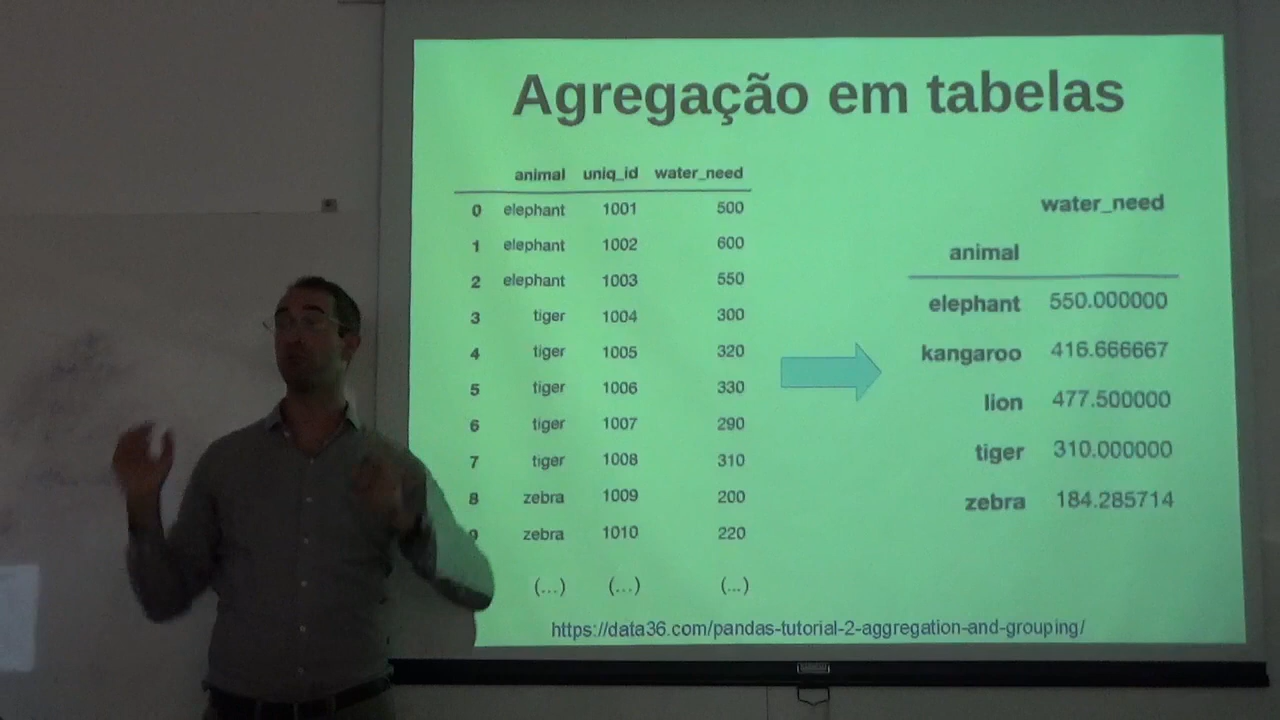 Agregação em tabelas
animal uniq_id water_need
0 elephant 1001 500
1 elephant 1002 600
2 elephant 1003 550
3 tiger 1004 300
4 tiger 1005 320
5 tiger 1006 330
6 tiger 1007 290
7 tiger 1008 310
8 zebra 1009 200
9 zebra 1010 220
(...) (...) (...)
water_need
animal
elephant 550.000000
kangaroo 416.666667
lion 477.500000
tiger 310.000000
zebra 184.285714
https://data36.com/pandas-tutorial-2-aggregation-and-grouping/